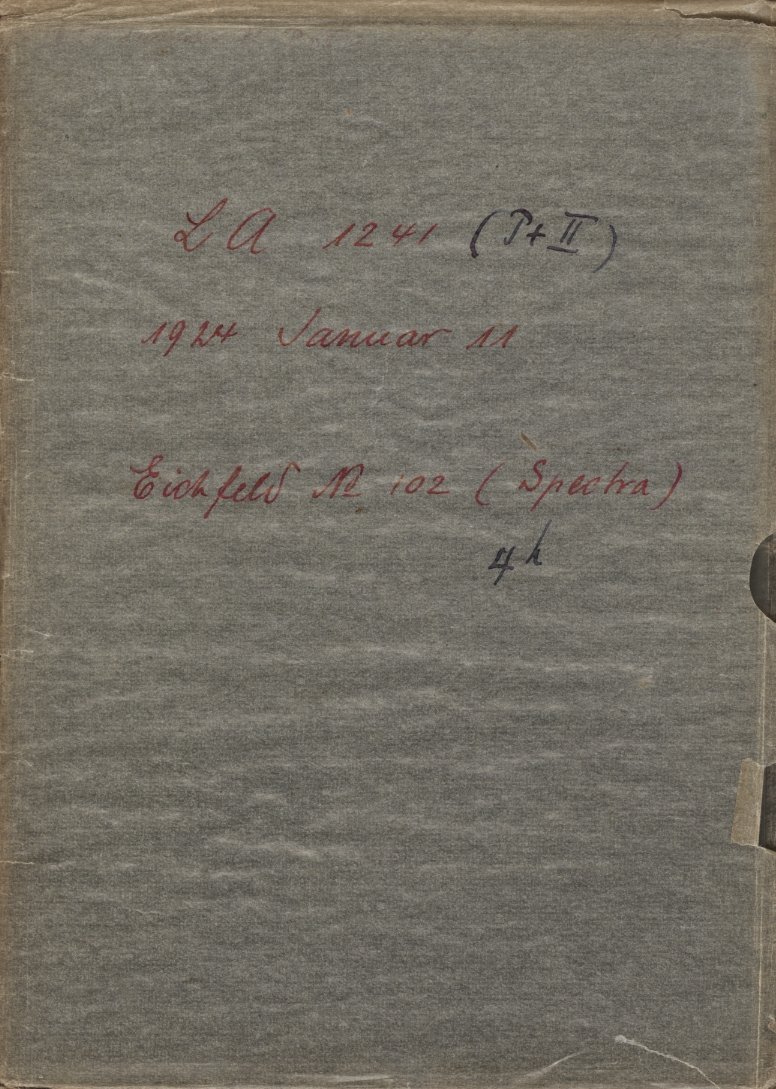 LA 1241 (I+II)
1924 Januar 11
Eichfeld № 102 (Spectra)
4h